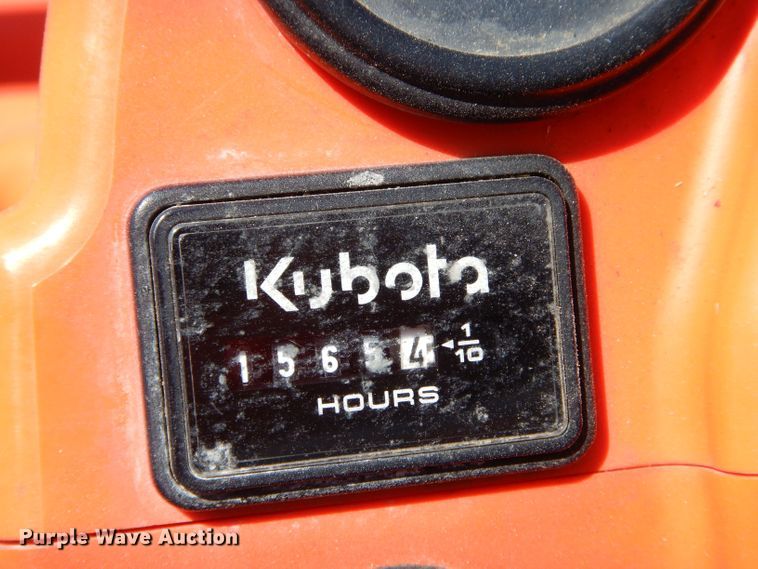 Kubota
1 5 6 5 4 ◄ 1/10
HOURS
Purple Wave Auction